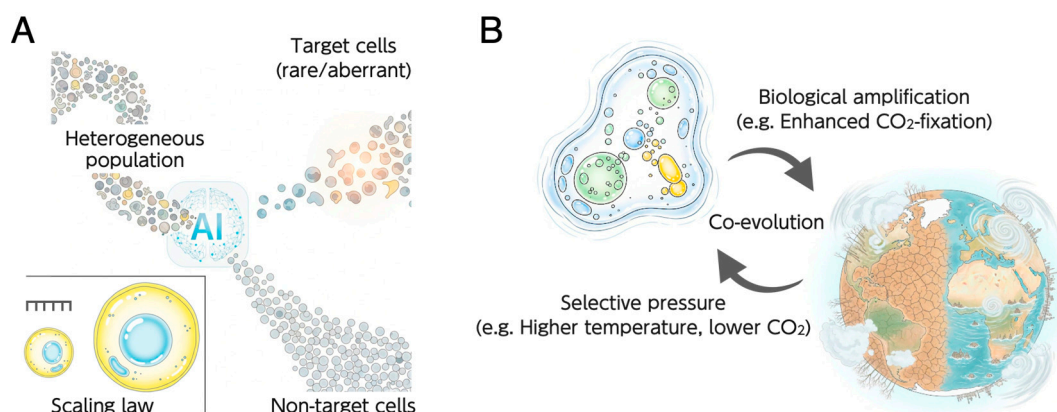 A
Target cells
(rare/aberrant)
Heterogeneous
population
AI
Scaling law
Non-target cells
B
Biological amplification
(e.g. Enhanced CO₂-fixation)
Co-evolution
Selective pressure
(e.g. Higher temperature, lower CO₂)